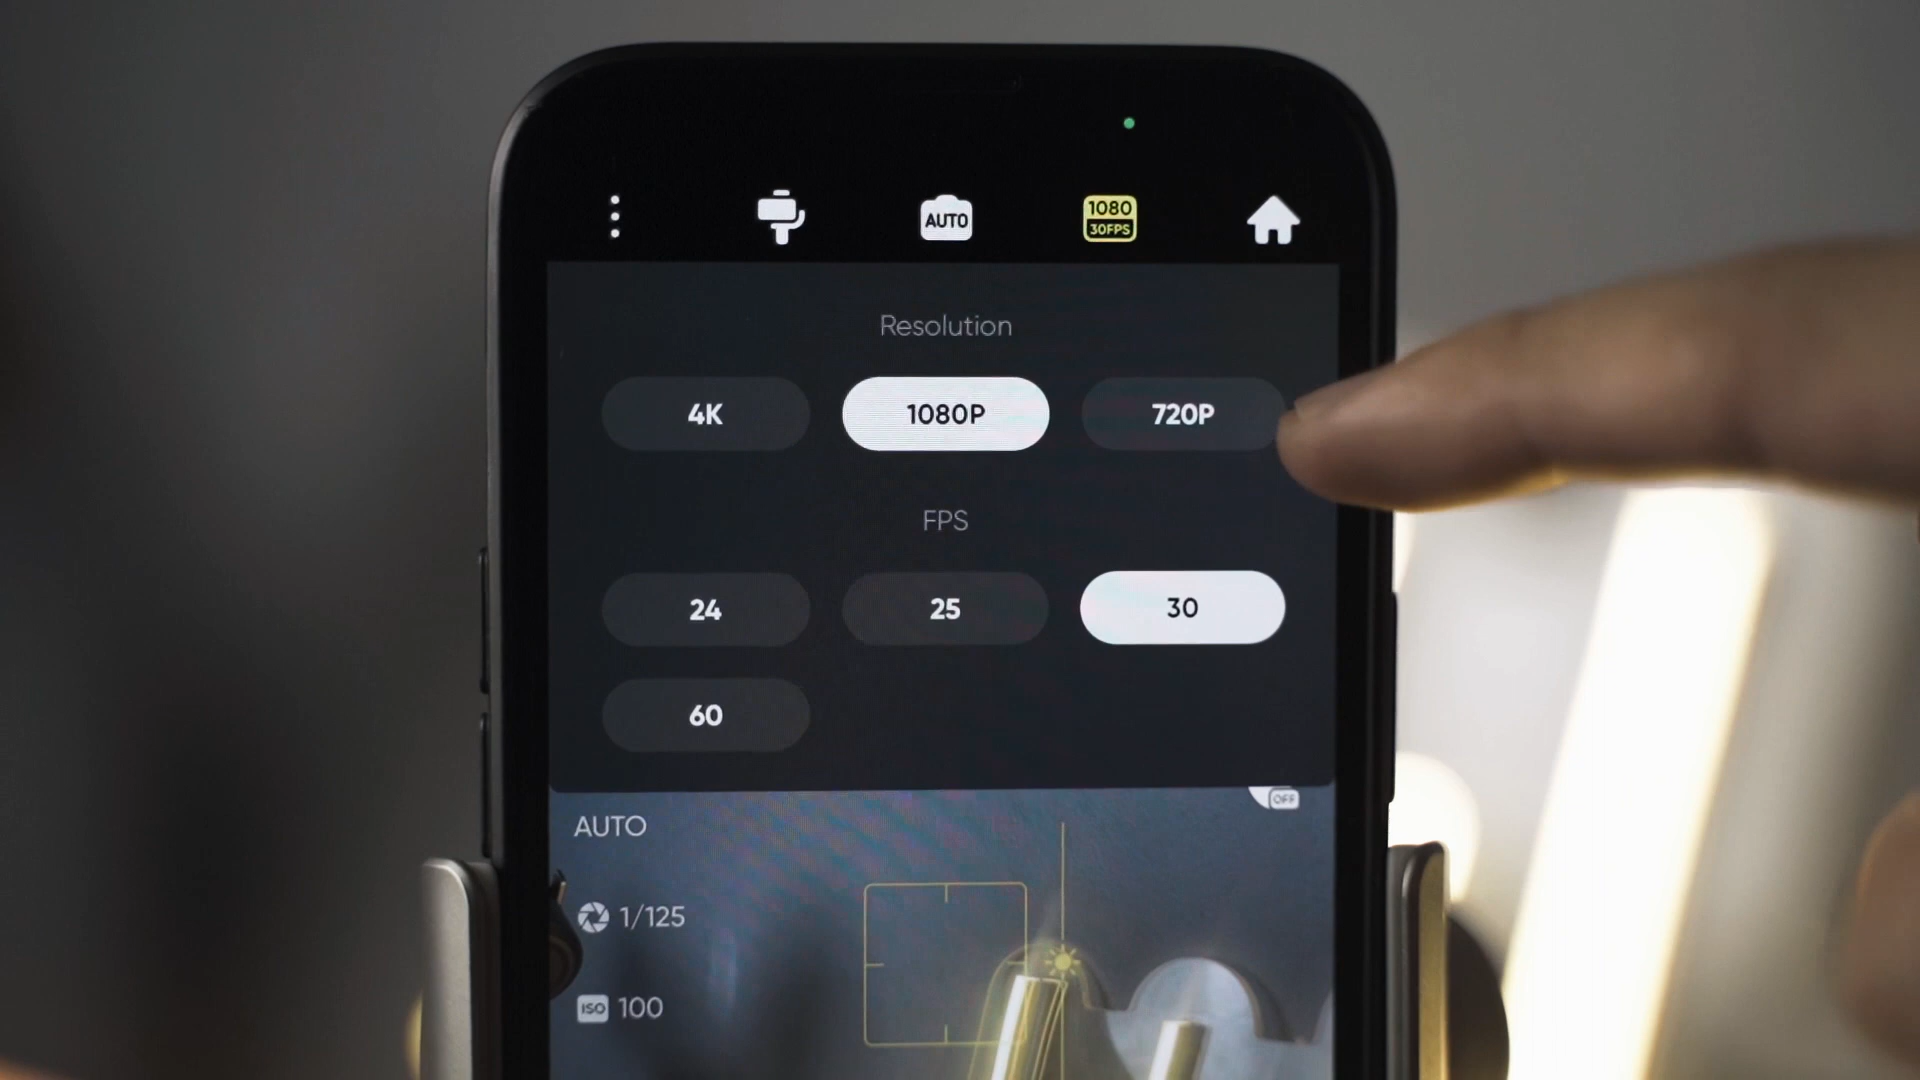 AUTO
1080
30FPS
Resolution
4K 1080P 720P
FPS
24 25 30
60
OFF
AUTO
1/125
ISO 100